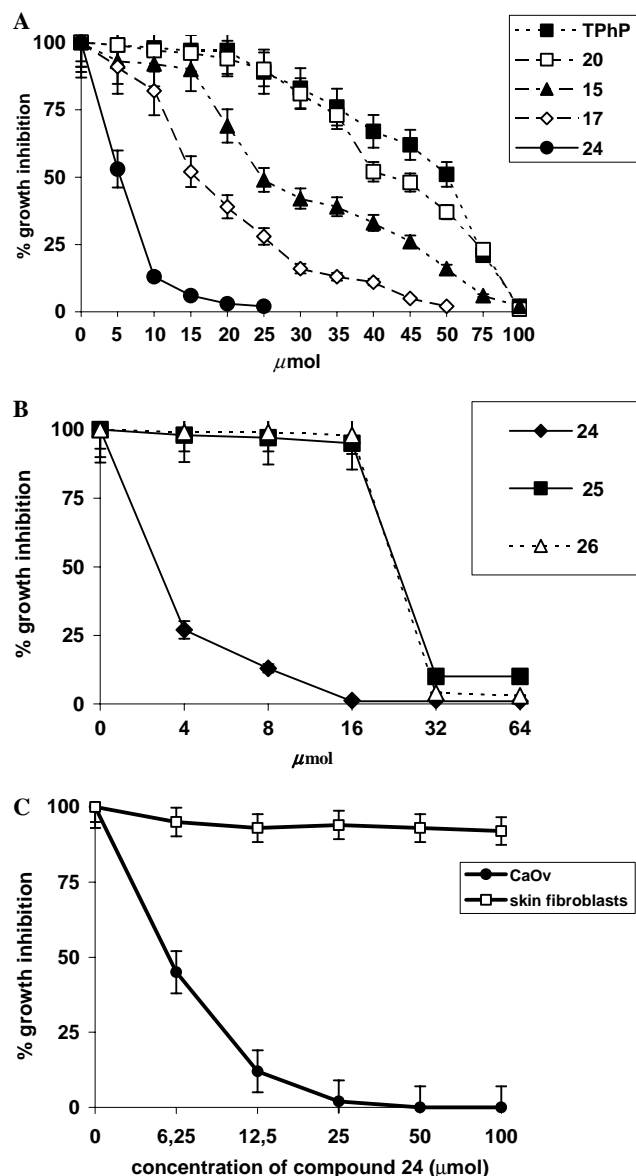 A
100
75
50
25
0
% growth inhibition
0 5 10 15 20 25 30 35 40 45 50 75 100
μmol
TPhP
20
15
17
24
B
100
75
50
25
0
% growth inhibition
0 4 8 16 32 64
μmol
24
25
26
C
100
75
50
25
0
% growth inhibition
0 6,25 12,5 25 50 100
concentration of compound 24 (μmol)
CaOv
skin fibroblasts